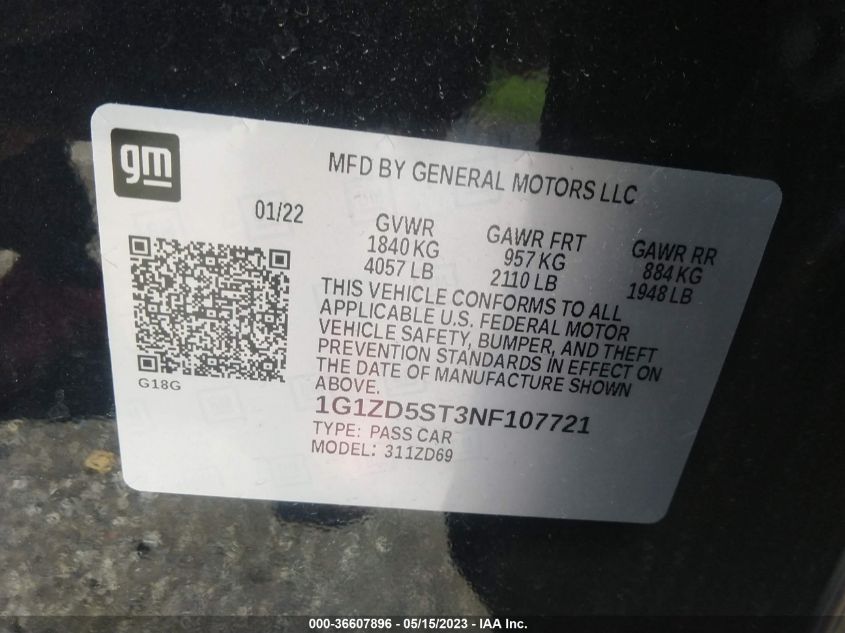 gm
MFD BY GENERAL MOTORS LLC
01/22
GVWR
1840 KG
4057 LB
GAWR FRT
957 KG
2110 LB
GAWR RR
884 KG
1948 LB
THIS VEHICLE CONFORMS TO ALL
APPLICABLE U.S. FEDERAL MOTOR
VEHICLE SAFETY, BUMPER, AND THEFT
PREVENTION STANDARDS IN EFFECT ON
THE DATE OF MANUFACTURE SHOWN
ABOVE.
G18G
1G1ZD5ST3NF107721
TYPE: PASS CAR
MODEL: 311ZD69
000-36607896 - 05/15/2023 - IAA Inc.